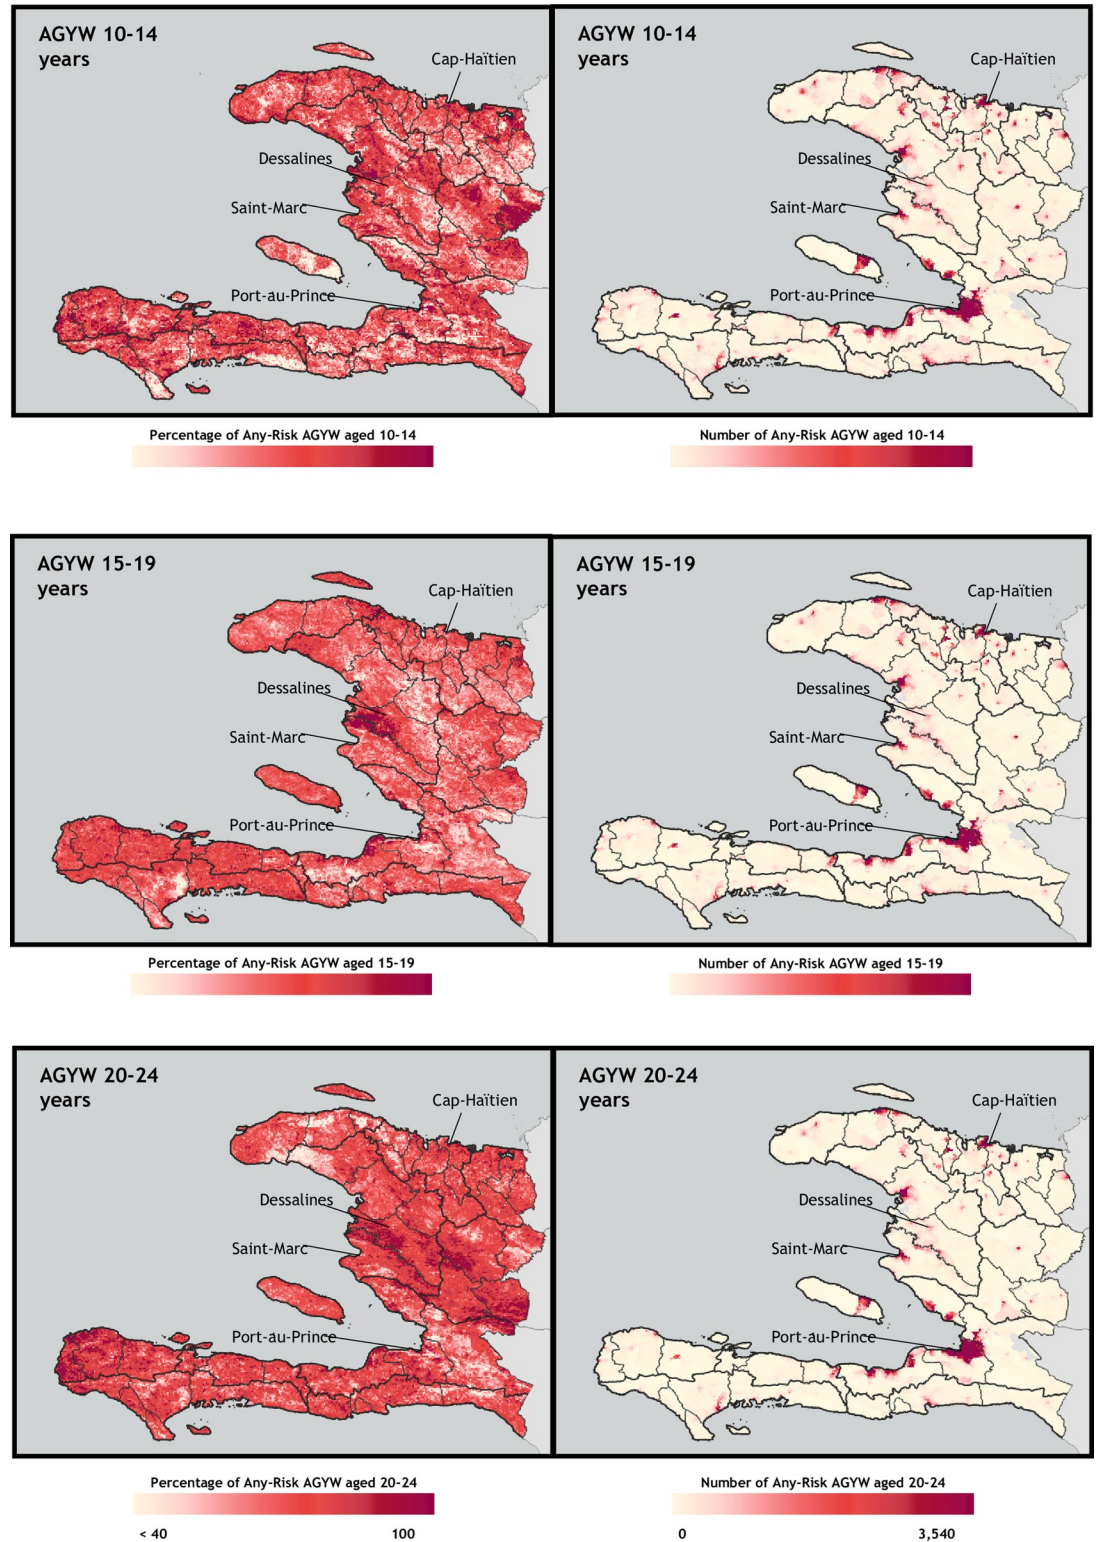 AGYW 10-14
years
Cap-Haïtien
Dessalines
Saint-Marc
Port-au-Prince
Percentage of Any-Risk AGYW aged 10-14
AGYW 10-14
years
Cap-Haïtien
Dessalines
Saint-Marc
Port-au-Prince
Number of Any-Risk AGYW aged 10-14
AGYW 15-19
years
Cap-Haïtien
Dessalines
Saint-Marc
Port-au-Prince
Percentage of Any-Risk AGYW aged 15-19
AGYW 15-19
years
Cap-Haïtien
Dessalines
Saint-Marc
Port-au-Prince
Number of Any-Risk AGYW aged 15-19
AGYW 20-24
years
Cap-Haïtien
Dessalines
Saint-Marc
Port-au-Prince
Percentage of Any-Risk AGYW aged 20-24
< 40 100
AGYW 20-24
years
Cap-Haïtien
Dessalines
Saint-Marc
Port-au-Prince
Number of Any-Risk AGYW aged 20-24
0 3,540